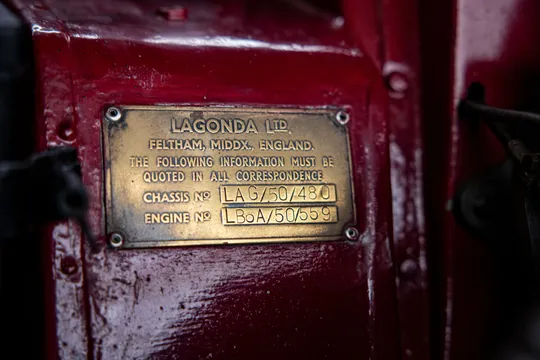 LAGONDA LTD.
FELTHAM, MIDDX., ENGLAND.
THE FOLLOWING INFORMATION MUST BE
QUOTED IN ALL CORRESPONDENCE
CHASSIS Nº LAG/50/480
ENGINE Nº LB6A/50/559